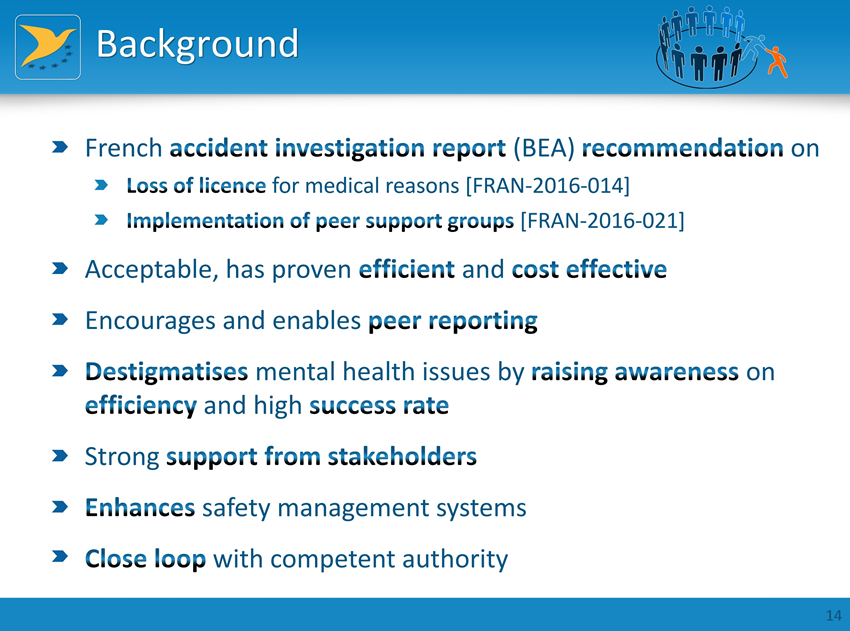 Background
French accident investigation report (BEA) recommendation on
Loss of licence for medical reasons [FRAN-2016-014]
Implementation of peer support groups [FRAN-2016-021]
Acceptable, has proven efficient and cost effective
Encourages and enables peer reporting
Destigmatises mental health issues by raising awareness on
efficiency and high success rate
Strong support from stakeholders
Enhances safety management systems
Close loop with competent authority
14